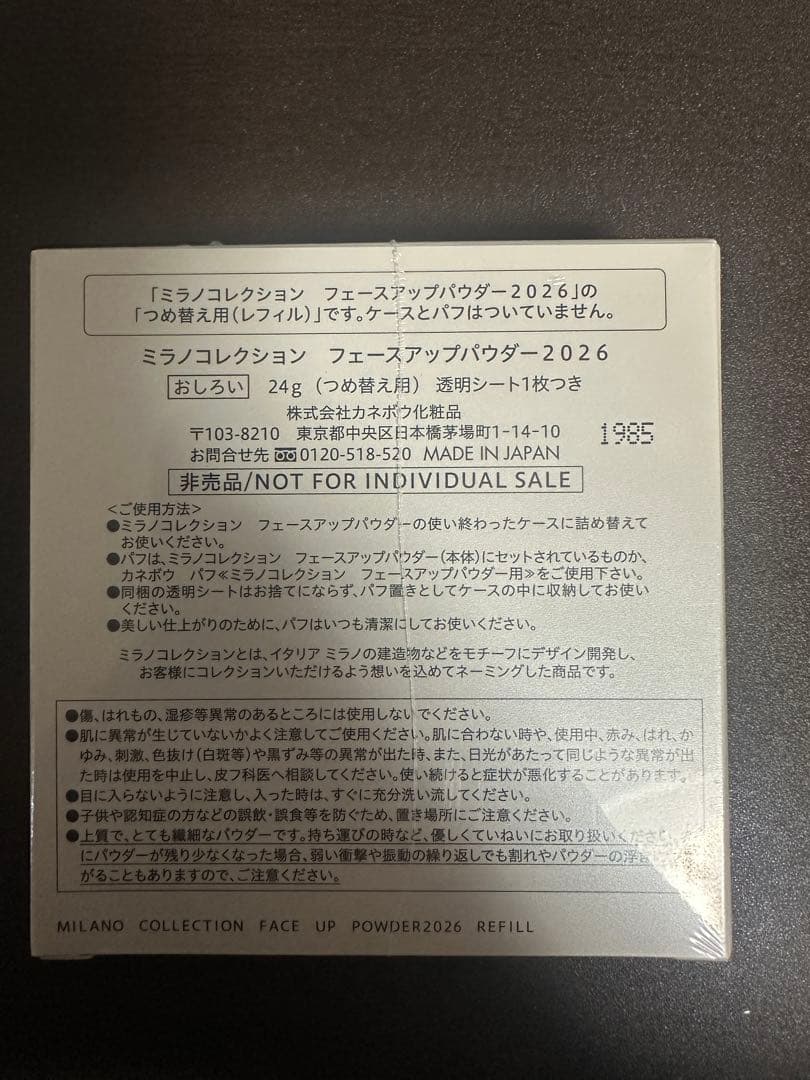 「ミラノコレクション　フェースアップパウダー２０２６」の
「つめ替え用（レフィル）」です。ケースとパフはついていません。
ミラノコレクション　フェースアップパウダー２０２６
おしろい　24g（つめ替え用）　透明シート1枚つき
株式会社カネボウ化粧品
〒103-8210　東京都中央区日本橋茅場町1-14-10
1985
お問合せ先 0120-518-520　MADE IN JAPAN
非売品/NOT FOR INDIVIDUAL SALE
＜ご使用方法＞
●ミラノコレクション　フェースアップパウダーの使い終わったケースに詰め替えて
お使いください。
●パフは、ミラノコレクション　フェースアップパウダー（本体）にセットされているものか、
カネボウ　パフ≪ミラノコレクション　フェースアップパウダー用≫をご使用下さい。
●同梱の透明シートはお捨てにならず、パフ置きとしてケースの中に収納してお使い
ください。
●美しい仕上がりのために、パフはいつも清潔にしてお使いください。
ミラノコレクションとは、イタリア ミラノの建造物などをモチーフにデザイン開発し、
お客様にコレクションいただけるよう想いを込めてネーミングした商品です。
●傷、はれもの、湿疹等異常のあるところには使用しないでください。
●肌に異常が生じていないかよく注意してご使用ください。肌に合わない時や、使用中、赤み、はれ、か
ゆみ、刺激、色抜け（白斑等）や黒ずみ等の異常が出た時、また、日光があたって同じような異常が出
た時は使用を中止し、皮フ科医へ相談してください。使い続けると症状が悪化することがあります。
●目に入らないように注意し、入った時は、すぐに充分洗い流してください。
●子供や認知症の方などの誤飲・誤食等を防ぐため、置き場所にご注意ください。
●上質で、とても繊細なパウダーです。持ち運びの時など、優しくていねいにお取り扱いください。
にパウダーが残り少なくなった場合、弱い衝撃や振動の繰り返しでも割れやパウダーの浮き
がることもありますので、ご注意ください。
MILANO COLLECTION FACE UP POWDER2026 REFILL